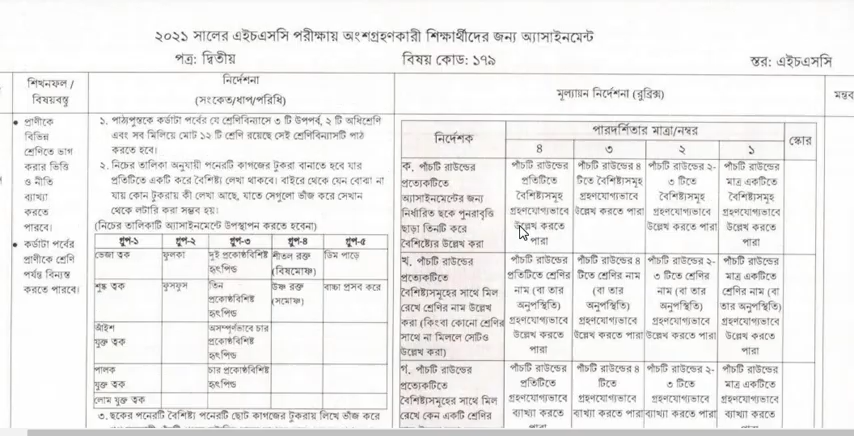 ২০২১ সালের এইচএসসি পরীক্ষায় অংশগ্রহণকারী শিক্ষার্থীদের জন্য অ্যাসাইনমেন্ট
পত্র: দ্বিতীয় বিষয় কোড: ১৭৯ স্তর: এইচএসসি
শিখনফল /
বিষয়বস্তু
নির্দেশনা
(সংকেত/ধাপ/পরিধি)
মূল্যায়ন নির্দেশনা (রুব্রিক্স)
মন্তব
প্রাণীকে
বিভিন্ন
শ্রেণিতে ভাগ
করার ভিত্তি
ও নীতি
ব্যাখ্যা
করতে
পারবে।
কর্ডাটা পর্বের
প্রাণীকে শ্রেণি
পর্যন্ত বিন্যস্ত
করতে পারবে।
১. পাঠ্যপুস্তকে কর্ডাটা পর্বের যে শ্রেণিবিন্যাসে ৩ টি উপপর্ব, ২ টি অধিশ্রেণি
এবং সব মিলিয়ে মোট ১২ টি শ্রেণি রয়েছে সেই শ্রেণিবিন্যাসটি পাঠ
করতে হবে।
২. নিচের তালিকা অনুযায়ী পনেরটি কাগজের টুকরা বানাতে হবে যার
প্রতিটিতে একটি করে বৈশিষ্ট্য লেখা থাকবে। বাইরে থেকে যেন বোঝা না
যায় কোন টুকরায় কী লেখা আছে, যাতে সেগুলো ভাঁজ করে সেখান
থেকে লটারি করা সম্ভব হয়।
(নিচের তালিকাটি অ্যাসাইনমেন্টে উপস্থাপন করতে হবেনা)
গ্রুপ-১ গ্রুপ-২ গ্রুপ-৩ গ্রুপ-৪ গ্রুপ-৫
ভেজা ত্বক ফুলকা দুই প্রকোষ্ঠবিশিষ্ট শীতল রক্ত ডিম পাড়ে
হৃৎপিন্ড (বিষমোষ্ণ)
শুষ্ক ত্বক ফুসফুস তিন উষ্ণ রক্ত বাচ্চা প্রসব করে
প্রকোষ্ঠবিশিষ্ট (সমোষ্ণ)
হৃৎপিন্ড
আঁইশ অসম্পূর্ণভাবে চার
যুক্ত ত্বক প্রকোষ্ঠবিশিষ্ট
হৃৎপিন্ড
পালক চার প্রকোষ্ঠবিশিষ্ট
যুক্ত ত্বক হৃৎপিন্ড
লোম যুক্ত ত্বক
৩. ছকের পনেরটি বৈশিষ্ট্য পনেরটি ছোট কাগজের টুকরায় লিখে ভাঁজ করে
নির্দেশক পারদর্শিতার মাত্রা/নম্বর স্কোর
৪ ৩ ২ ১
ক. পাঁচটি রাউন্ডের
প্রত্যেকটিতে
অ্যাসাইনমেন্টের জন্য
নির্ধারিত ছকে পুনরাবৃত্তি
ছাড়া তিনটি করে
বৈশিষ্ট্যের উল্লেখ করা
পাঁচটি রাউন্ডের
প্রতিটিতে
বৈশিষ্ট্যসমূহ
গ্রহণযোগ্যভাবে
উল্লেখ করতে
পারা
পাঁচটি রাউন্ডের ৪
টিতে বৈশিষ্ট্যসমূহ
গ্রহণযোগ্যভাবে
উল্লেখ করতে পারা
পাঁচটি রাউন্ডের ২-
৩ টিতে
বৈশিষ্ট্যসমূহ
গ্রহণযোগ্যভাবে
উল্লেখ করতে পারা
পাঁচটি রাউন্ডের
মাত্র একটিতে
বৈশিষ্ট্যসমূহ
গ্রহণযোগ্যভাবে
উল্লেখ করতে
পারা
খ. পাঁচটি রাউন্ডের
প্রত্যেকটিতে
বৈশিষ্ট্যসমূহের সাথে মিল
রেখে শ্রেণির নাম উল্লেখ
করা (কিংবা কোনো শ্রেণির
সাথে না মিললে সেটিও
উল্লেখ করা)
পাঁচটি রাউন্ডের
প্রতিটিতে শ্রেণির
নাম (বা তার
অনুপস্থিতি)
গ্রহণযোগ্যভাবে
উল্লেখ করতে
পারা
পাঁচটি রাউন্ডের ৪
টিতে শ্রেণির নাম
(বা তার
অনুপস্থিতি)
গ্রহণযোগ্যভাবে
উল্লেখ করতে
পারা
পাঁচটি রাউন্ডের ২-
৩ টিতে শ্রেণির
নাম (বা তার
অনুপস্থিতি)
গ্রহণযোগ্যভাবে
উল্লেখ করতে
পারা
পাঁচটি রাউন্ডের
মাত্র একটিতে
শ্রেণির নাম (বা
তার অনুপস্থিতি)
গ্রহণযোগ্যভাবে
উল্লেখ করতে
পারা
গ. পাঁচটি রাউন্ডের
প্রত্যেকটিতে
বৈশিষ্ট্যসমূহের সাথে মিল
রেখে কেন একটি শ্রেণির
পাঁচটি রাউন্ডের
প্রতিটিতে
গ্রহণযোগ্যভাবে
ব্যাখ্যা করতে
পাঁচটি রাউন্ডের ৪
টিতে
গ্রহণযোগ্যভাবে
ব্যাখ্যা করতে পারা
পাঁচটি রাউন্ডের ২-
৩ টিতে
গ্রহণযোগ্যভাবে
ব্যাখ্যা করতে পারা
পাঁচটি রাউন্ডের
মাত্র একটিতে
গ্রহণযোগ্যভাবে
ব্যাখ্যা করতে